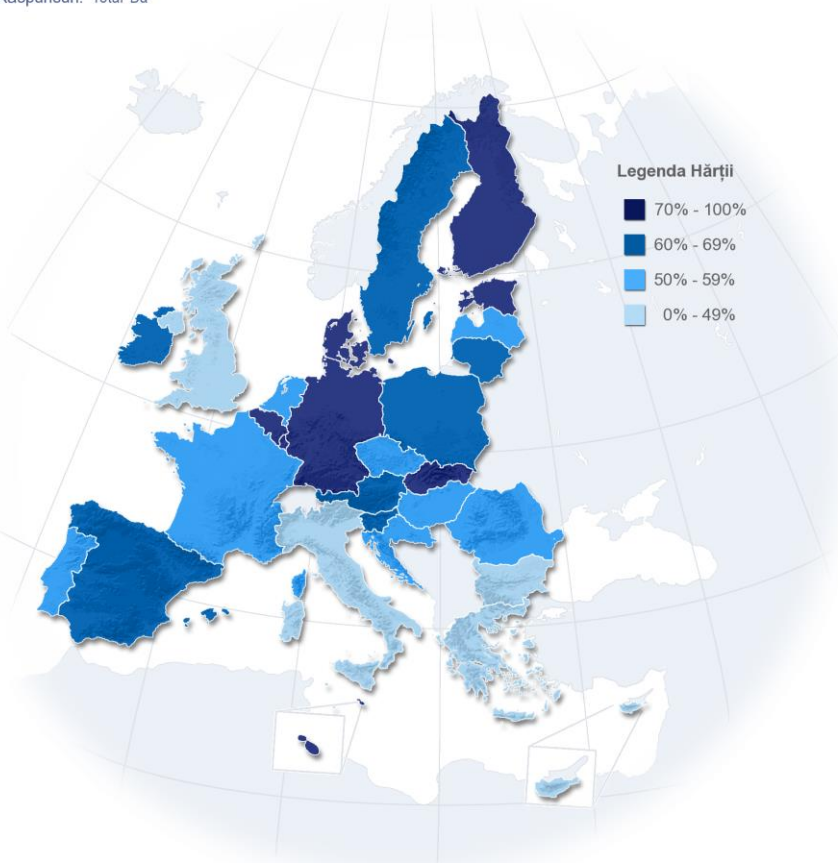 Răspunsuri: Total Da
Legenda Hărții
70% - 100%
60% - 69%
50% - 59%
0% - 49%